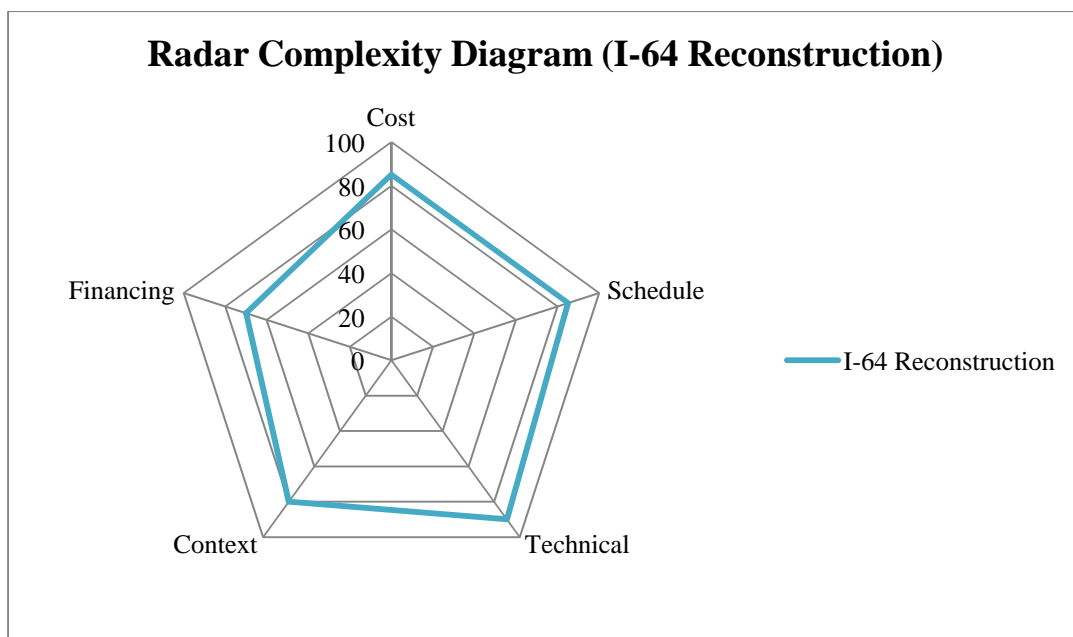 Radar Complexity Diagram (I-64 Reconstruction)
Cost
100
80
60
40
20
0
Financing
Schedule
Context
Technical
I-64 Reconstruction